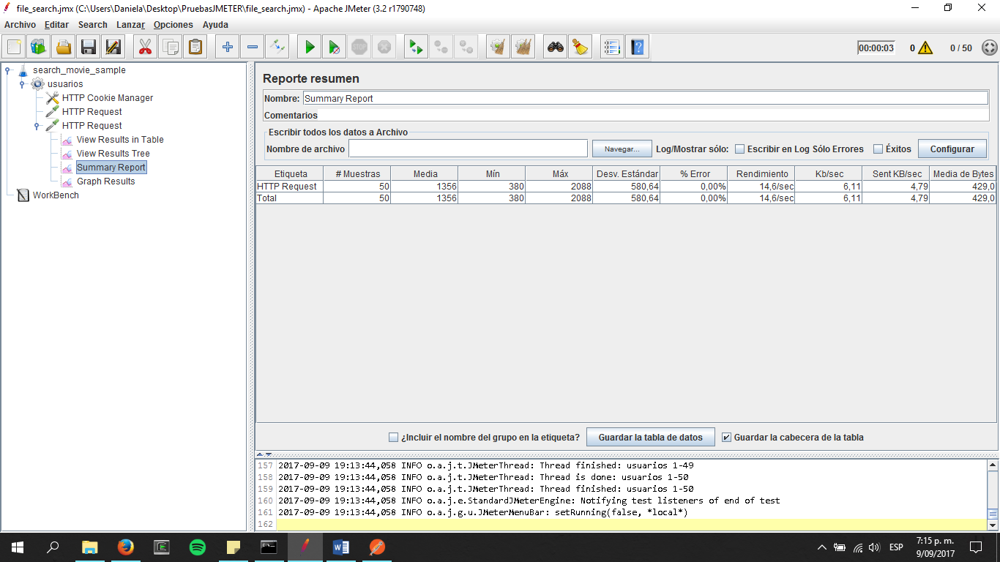 file_search.jmx (C:\Users\Daniela\Desktop\PruebasJMETER\file_search.jmx) - Apache JMeter (3.2 r1790748)
Archivo Editar Search Lanzar Opciones Ayuda
00:00:03 0 0 / 50
search_movie_sample
usuarios
HTTP Cookie Manager
HTTP Request
HTTP Request
View Results in Table
View Results Tree
Summary Report
Graph Results
WorkBench
Reporte resumen
Nombre: Summary Report
Comentarios
Escribir todos los datos a Archivo
Nombre de archivo Navegar... Log/Mostrar sólo: Escribir en Log Sólo Errores Éxitos Configurar
Etiqueta # Muestras Media Mín Máx Desv. Estándar % Error Rendimiento Kb/sec Sent KB/sec Media de Bytes
HTTP Request 50 1356 380 2088 580,64 0,00% 14,6/sec 6,11 4,79 429,0
Total 50 1356 380 2088 580,64 0,00% 14,6/sec 6,11 4,79 429,0
¿Incluir el nombre del grupo en la etiqueta? Guardar la tabla de datos Guardar la cabecera de la tabla
157 2017-09-09 19:13:44,058 INFO o.a.j.t.JMeterThread: Thread finished: usuarios 1-49
158 2017-09-09 19:13:44,058 INFO o.a.j.t.JMeterThread: Thread is done: usuarios 1-50
159 2017-09-09 19:13:44,058 INFO o.a.j.t.JMeterThread: Thread finished: usuarios 1-50
160 2017-09-09 19:13:44,058 INFO o.a.j.e.StandardJMeterEngine: Notifying test listeners of end of test
161 2017-09-09 19:13:44,058 INFO o.a.j.g.u.JMeterMenuBar: setRunning(false, *local*)
162
ESP 7:15 p. m.
9/09/2017